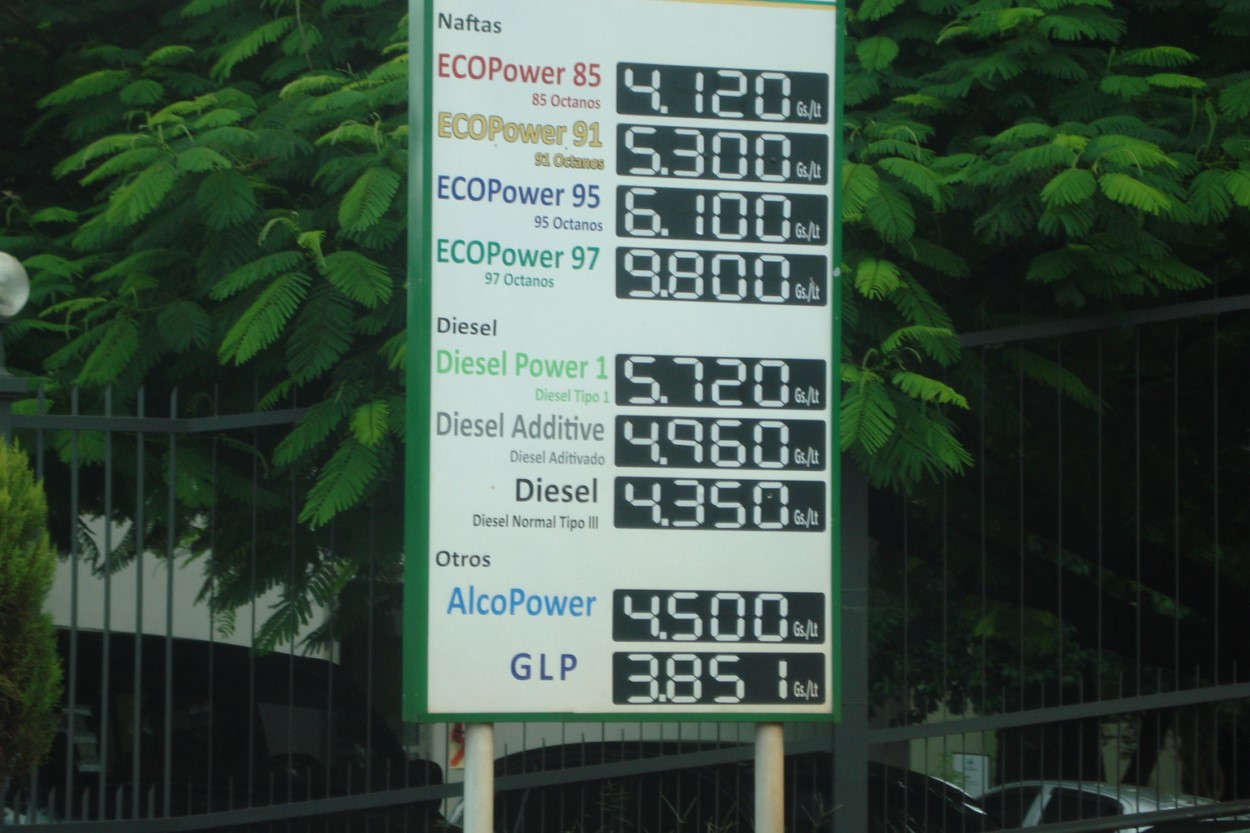 Naftas
ECOPower 85
4.120 Gs./Lt
85 Octanos
ECOPower 91
5.300 Gs./Lt
91 Octanos
ECOPower 95
6.100 Gs./Lt
95 Octanos
ECOPower 97
9.800 Gs./Lt
97 Octanos
Diesel
Diesel Power 1
5.720 Gs./Lt
Diesel Tipo 1
Diesel Additive
4.960 Gs./Lt
Diesel Aditivado
Diesel
4.350 Gs./Lt
Diesel Normal Tipo III
Otros
AlcoPower
4.500 Gs./Lt
GLP
3.851 Gs./Lt